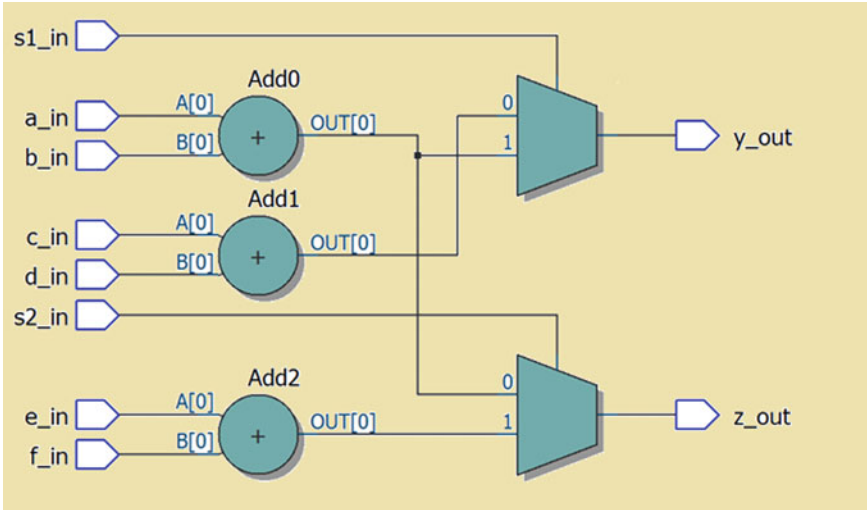 s1_in
Add0
a_in A[0] OUT[0] 0
b_in B[0] 1 y_out
Add1
c_in A[0] OUT[0]
d_in B[0]
s2_in
Add2 0
e_in A[0] OUT[0] 1 z_out
f_in B[0]
+
+
+